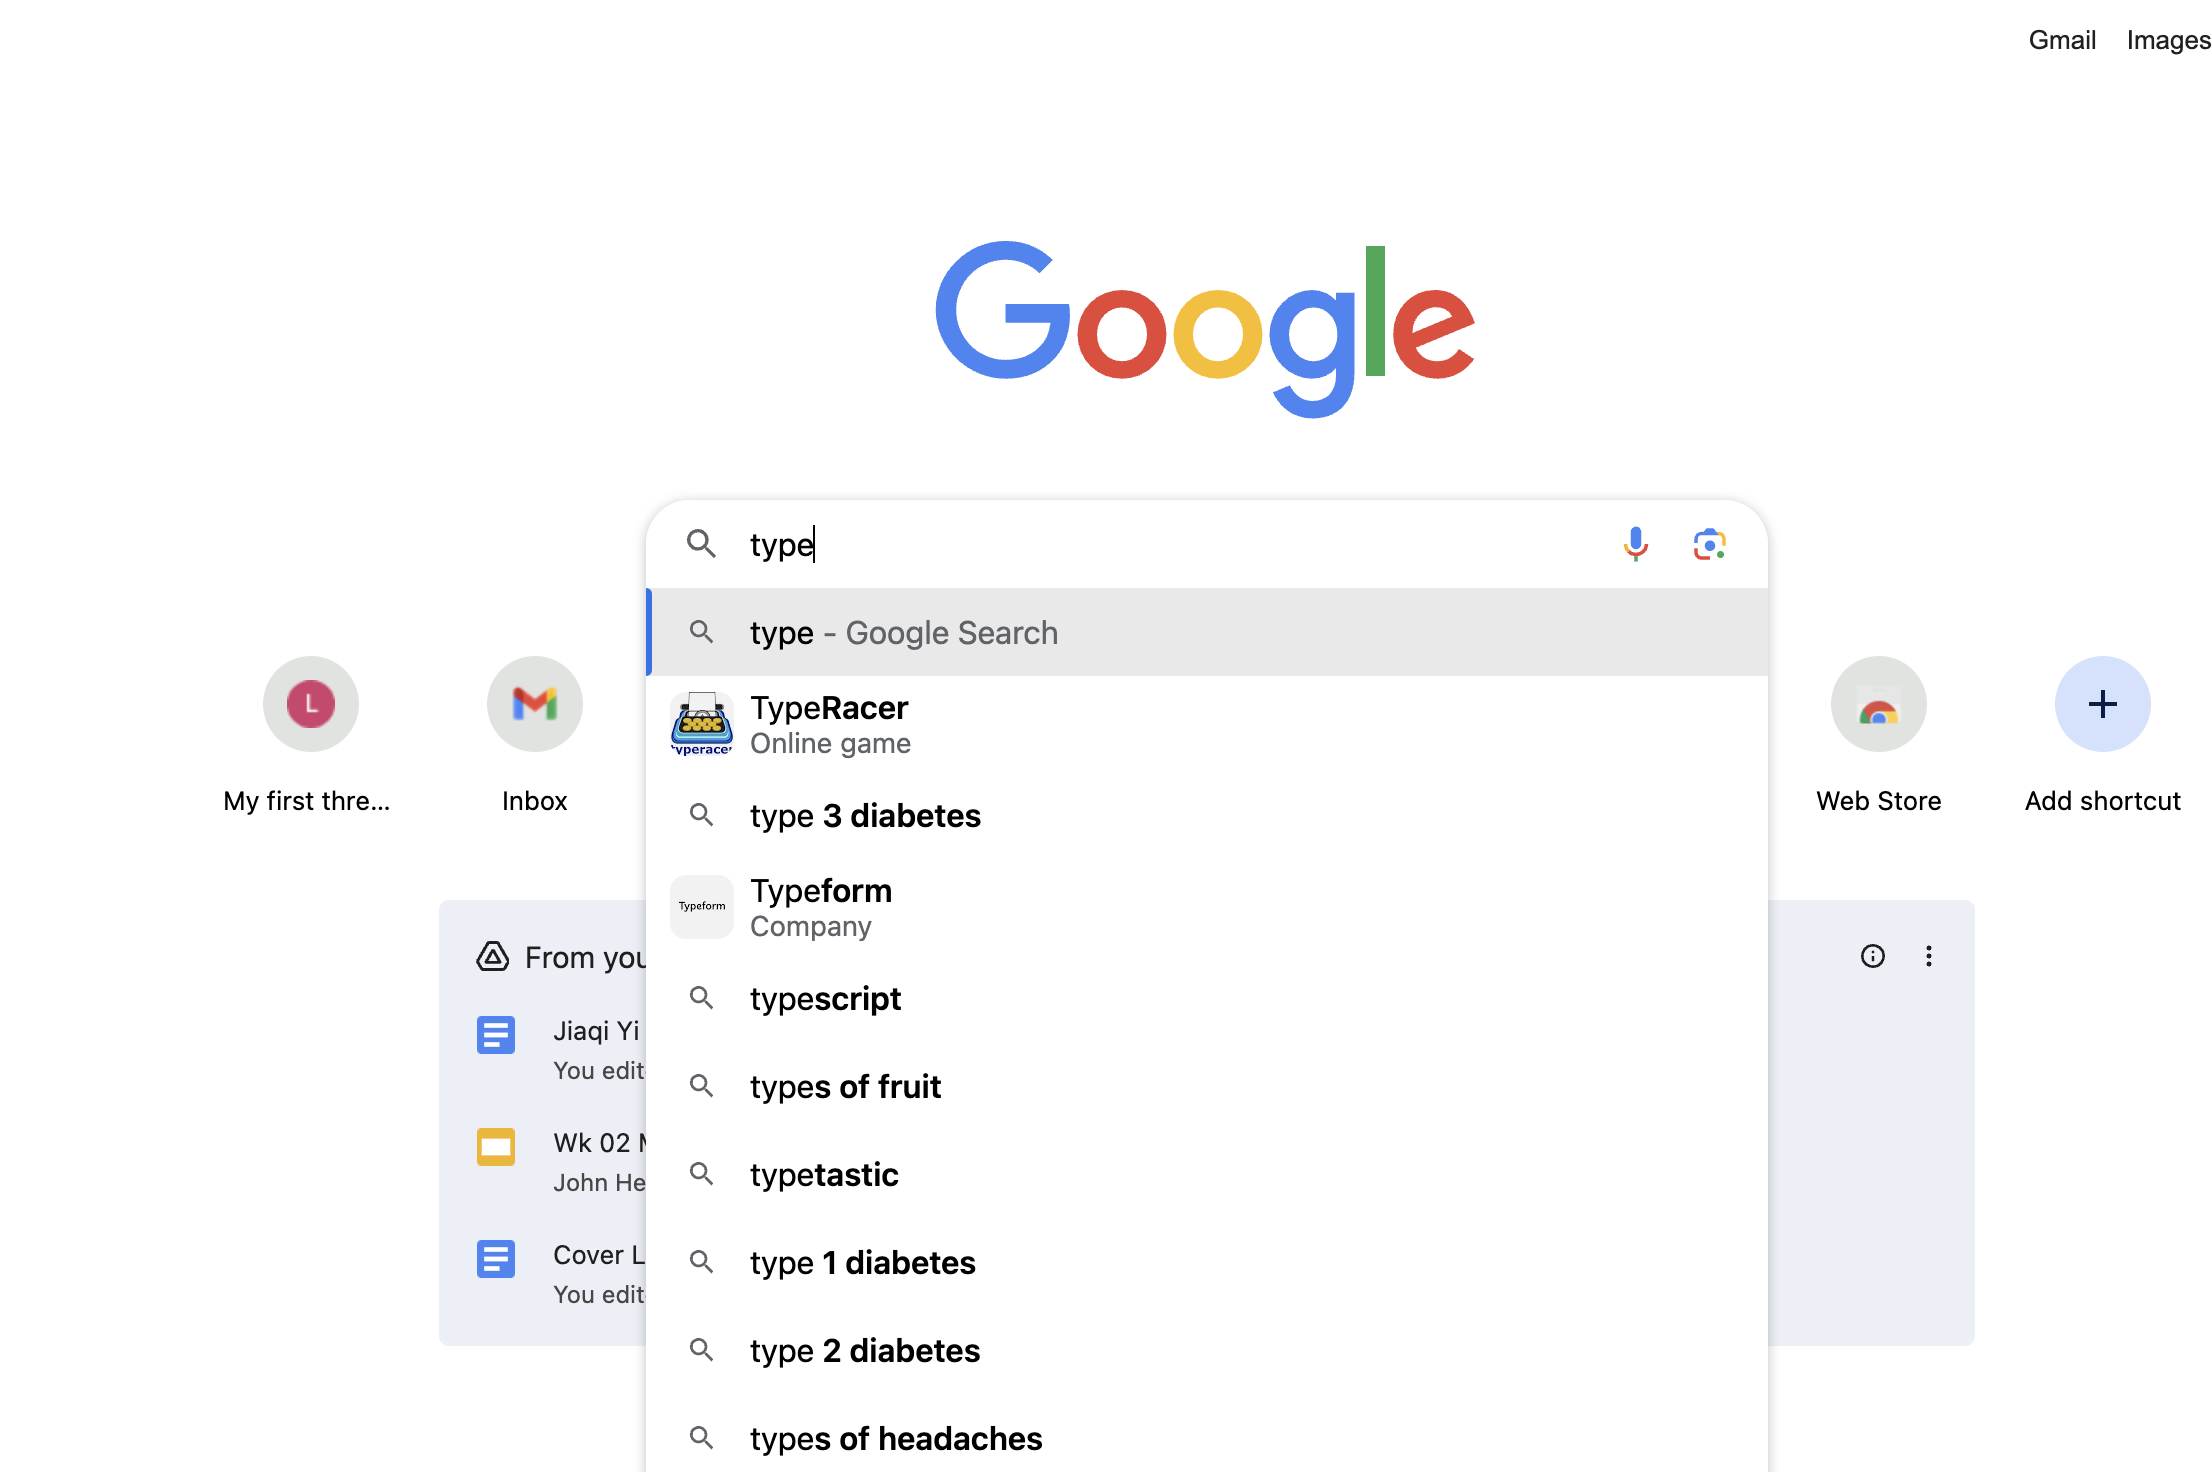 Gmail Images
Google
type
type - Google Search
TypeRacer
Online game
type 3 diabetes
Typeform
Typeform
Company
typescript
types of fruit
typetastic
type 1 diabetes
type 2 diabetes
types of headaches
L
My first thre...
Inbox
Web Store
Add shortcut
From you
Jiaqi Yi
You edit
Wk 02
John He
Cover L
You edit